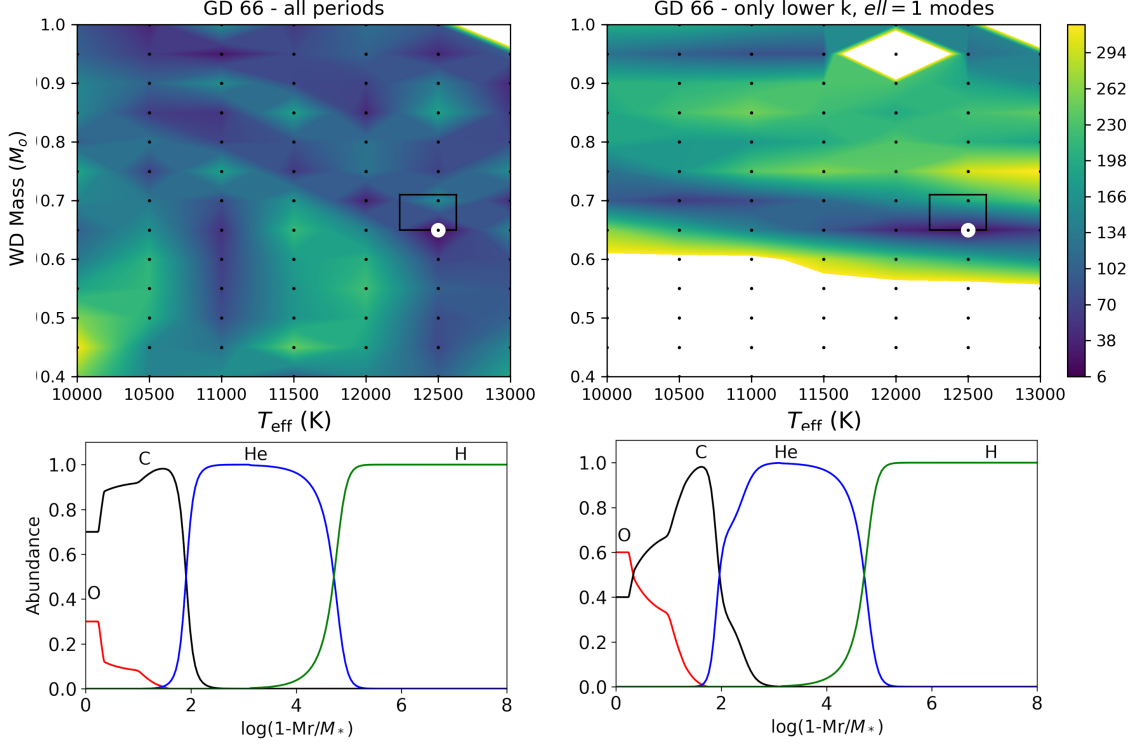 GD 66 - all periods
GD 66 - only lower k, ell = 1 modes
1.0
0.9
0.8
0.7
0.6
0.5
0.4
WD Mass (M_o)
10000 10500 11000 11500 12000 12500 13000
T_eff (K)
1.0
0.9
0.8
0.7
0.6
0.5
0.4
10000 10500 11000 11500 12000 12500 13000
T_eff (K)
294
262
230
198
166
134
102
70
38
6
C He H
O
1.0
0.8
0.6
0.4
0.2
0.0
Abundance
0 2 4 6 8
log(1-Mr/M_*)
C He H
O
1.0
0.8
0.6
0.4
0.2
0.0
0 2 4 6 8
log(1-Mr/M_*)